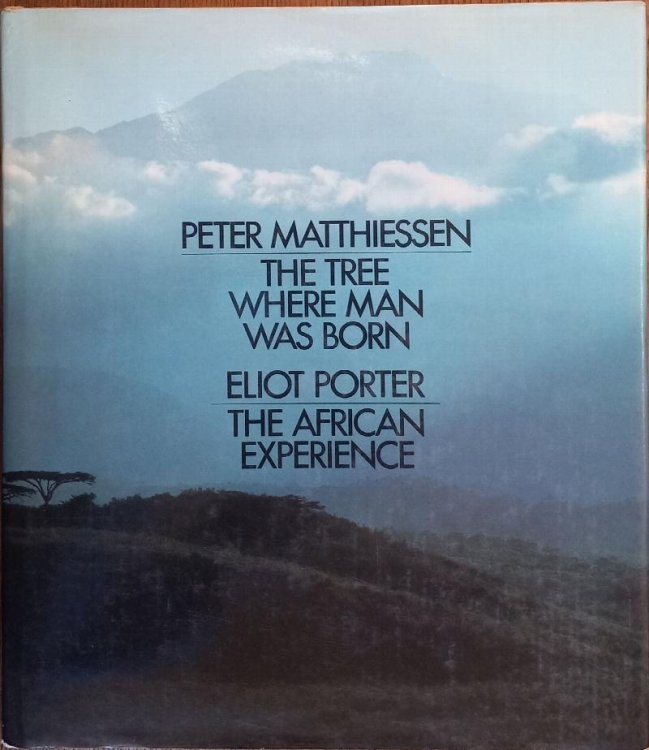 PETER MATTHIESSEN
THE TREE
WHERE MAN
WAS BORN
ELIOT PORTER
THE AFRICAN
EXPERIENCE